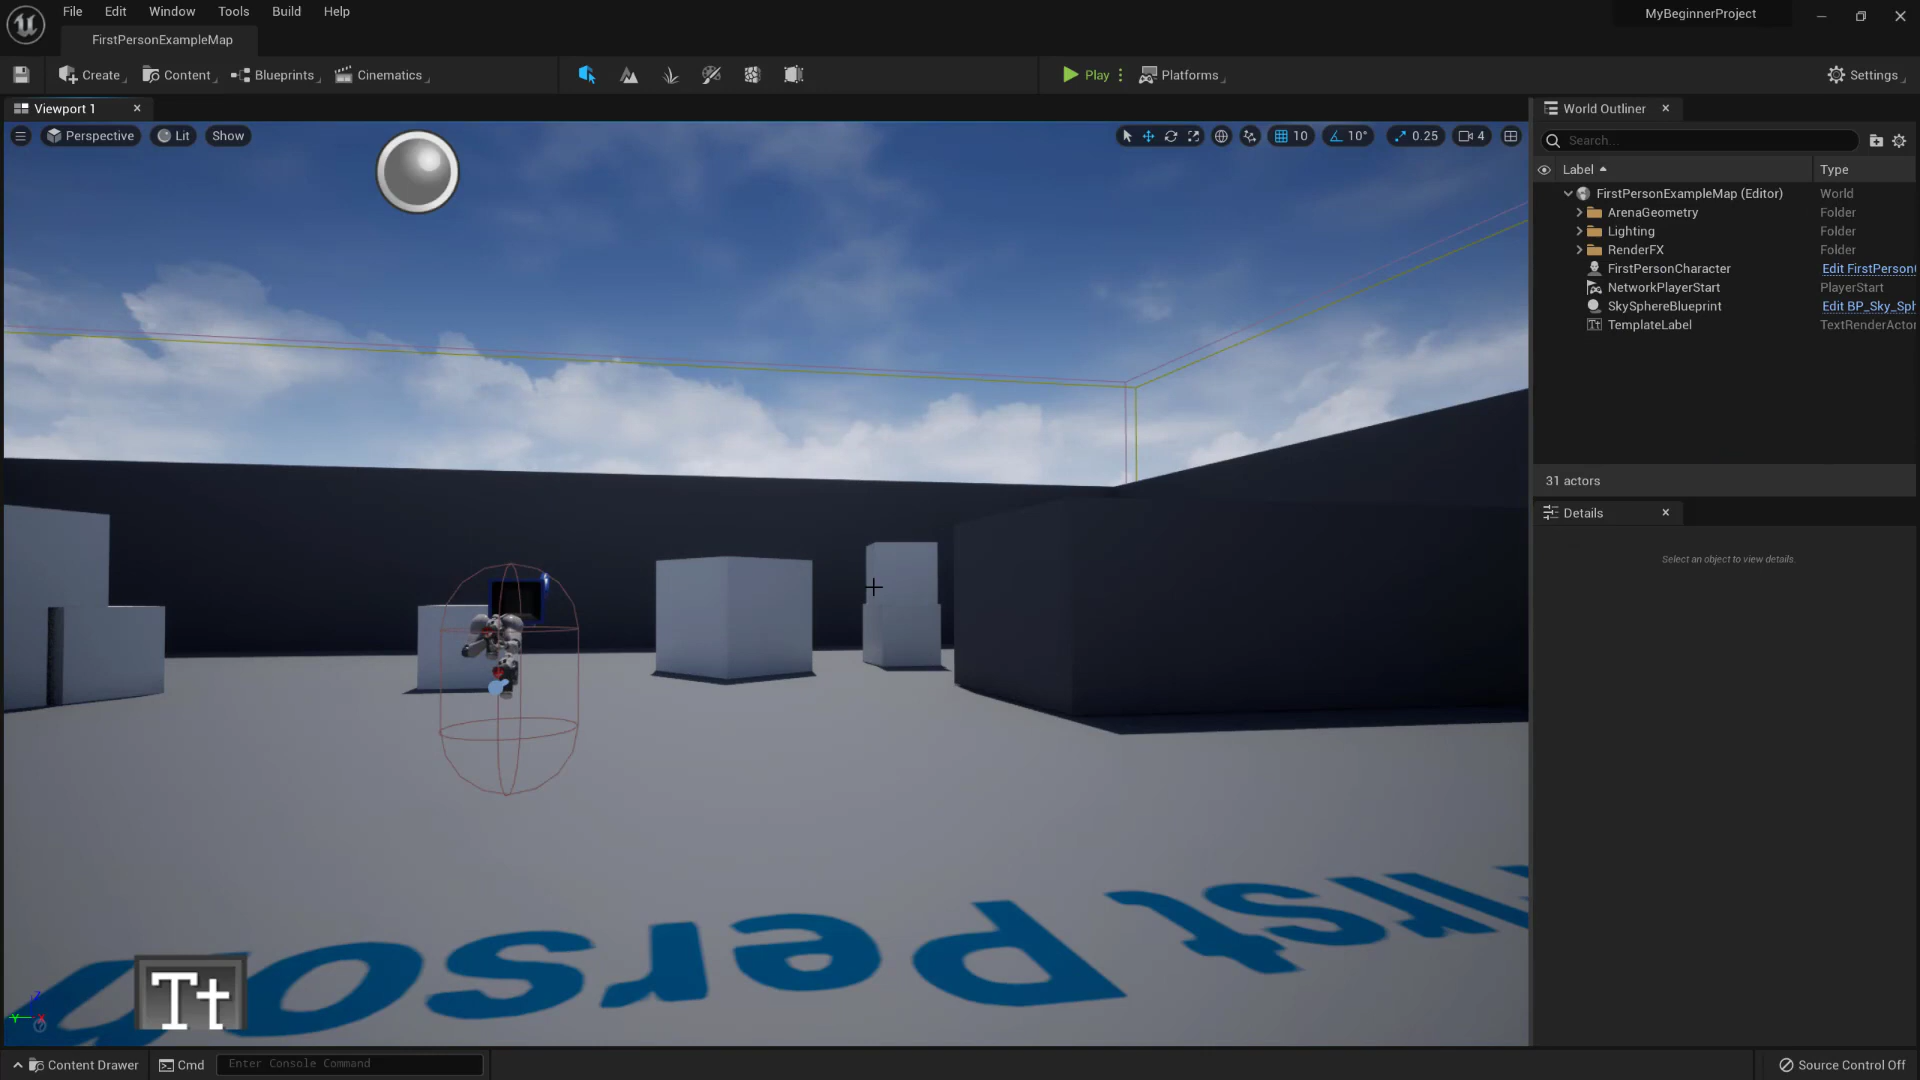 File Edit Window Tools Build Help
MyBeginnerProject
FirstPersonExampleMap
Create Content Blueprints Cinematics Play Platforms Settings
Viewport 1
World Outliner
Perspective Lit Show 10 10° 0.25 4
Search...
Label Type
FirstPersonExampleMap (Editor) World
ArenaGeometry Folder
Lighting Folder
RenderFX Folder
FirstPersonCharacter Edit FirstPerson
NetworkPlayerStart PlayerStart
SkySphereBlueprint Edit BP_Sky_Sph
TemplateLabel TextRenderActor
31 actors
Details
Select an object to view details.
First Perso
Tt
Content Drawer Cmd Enter Console Command Source Control Off